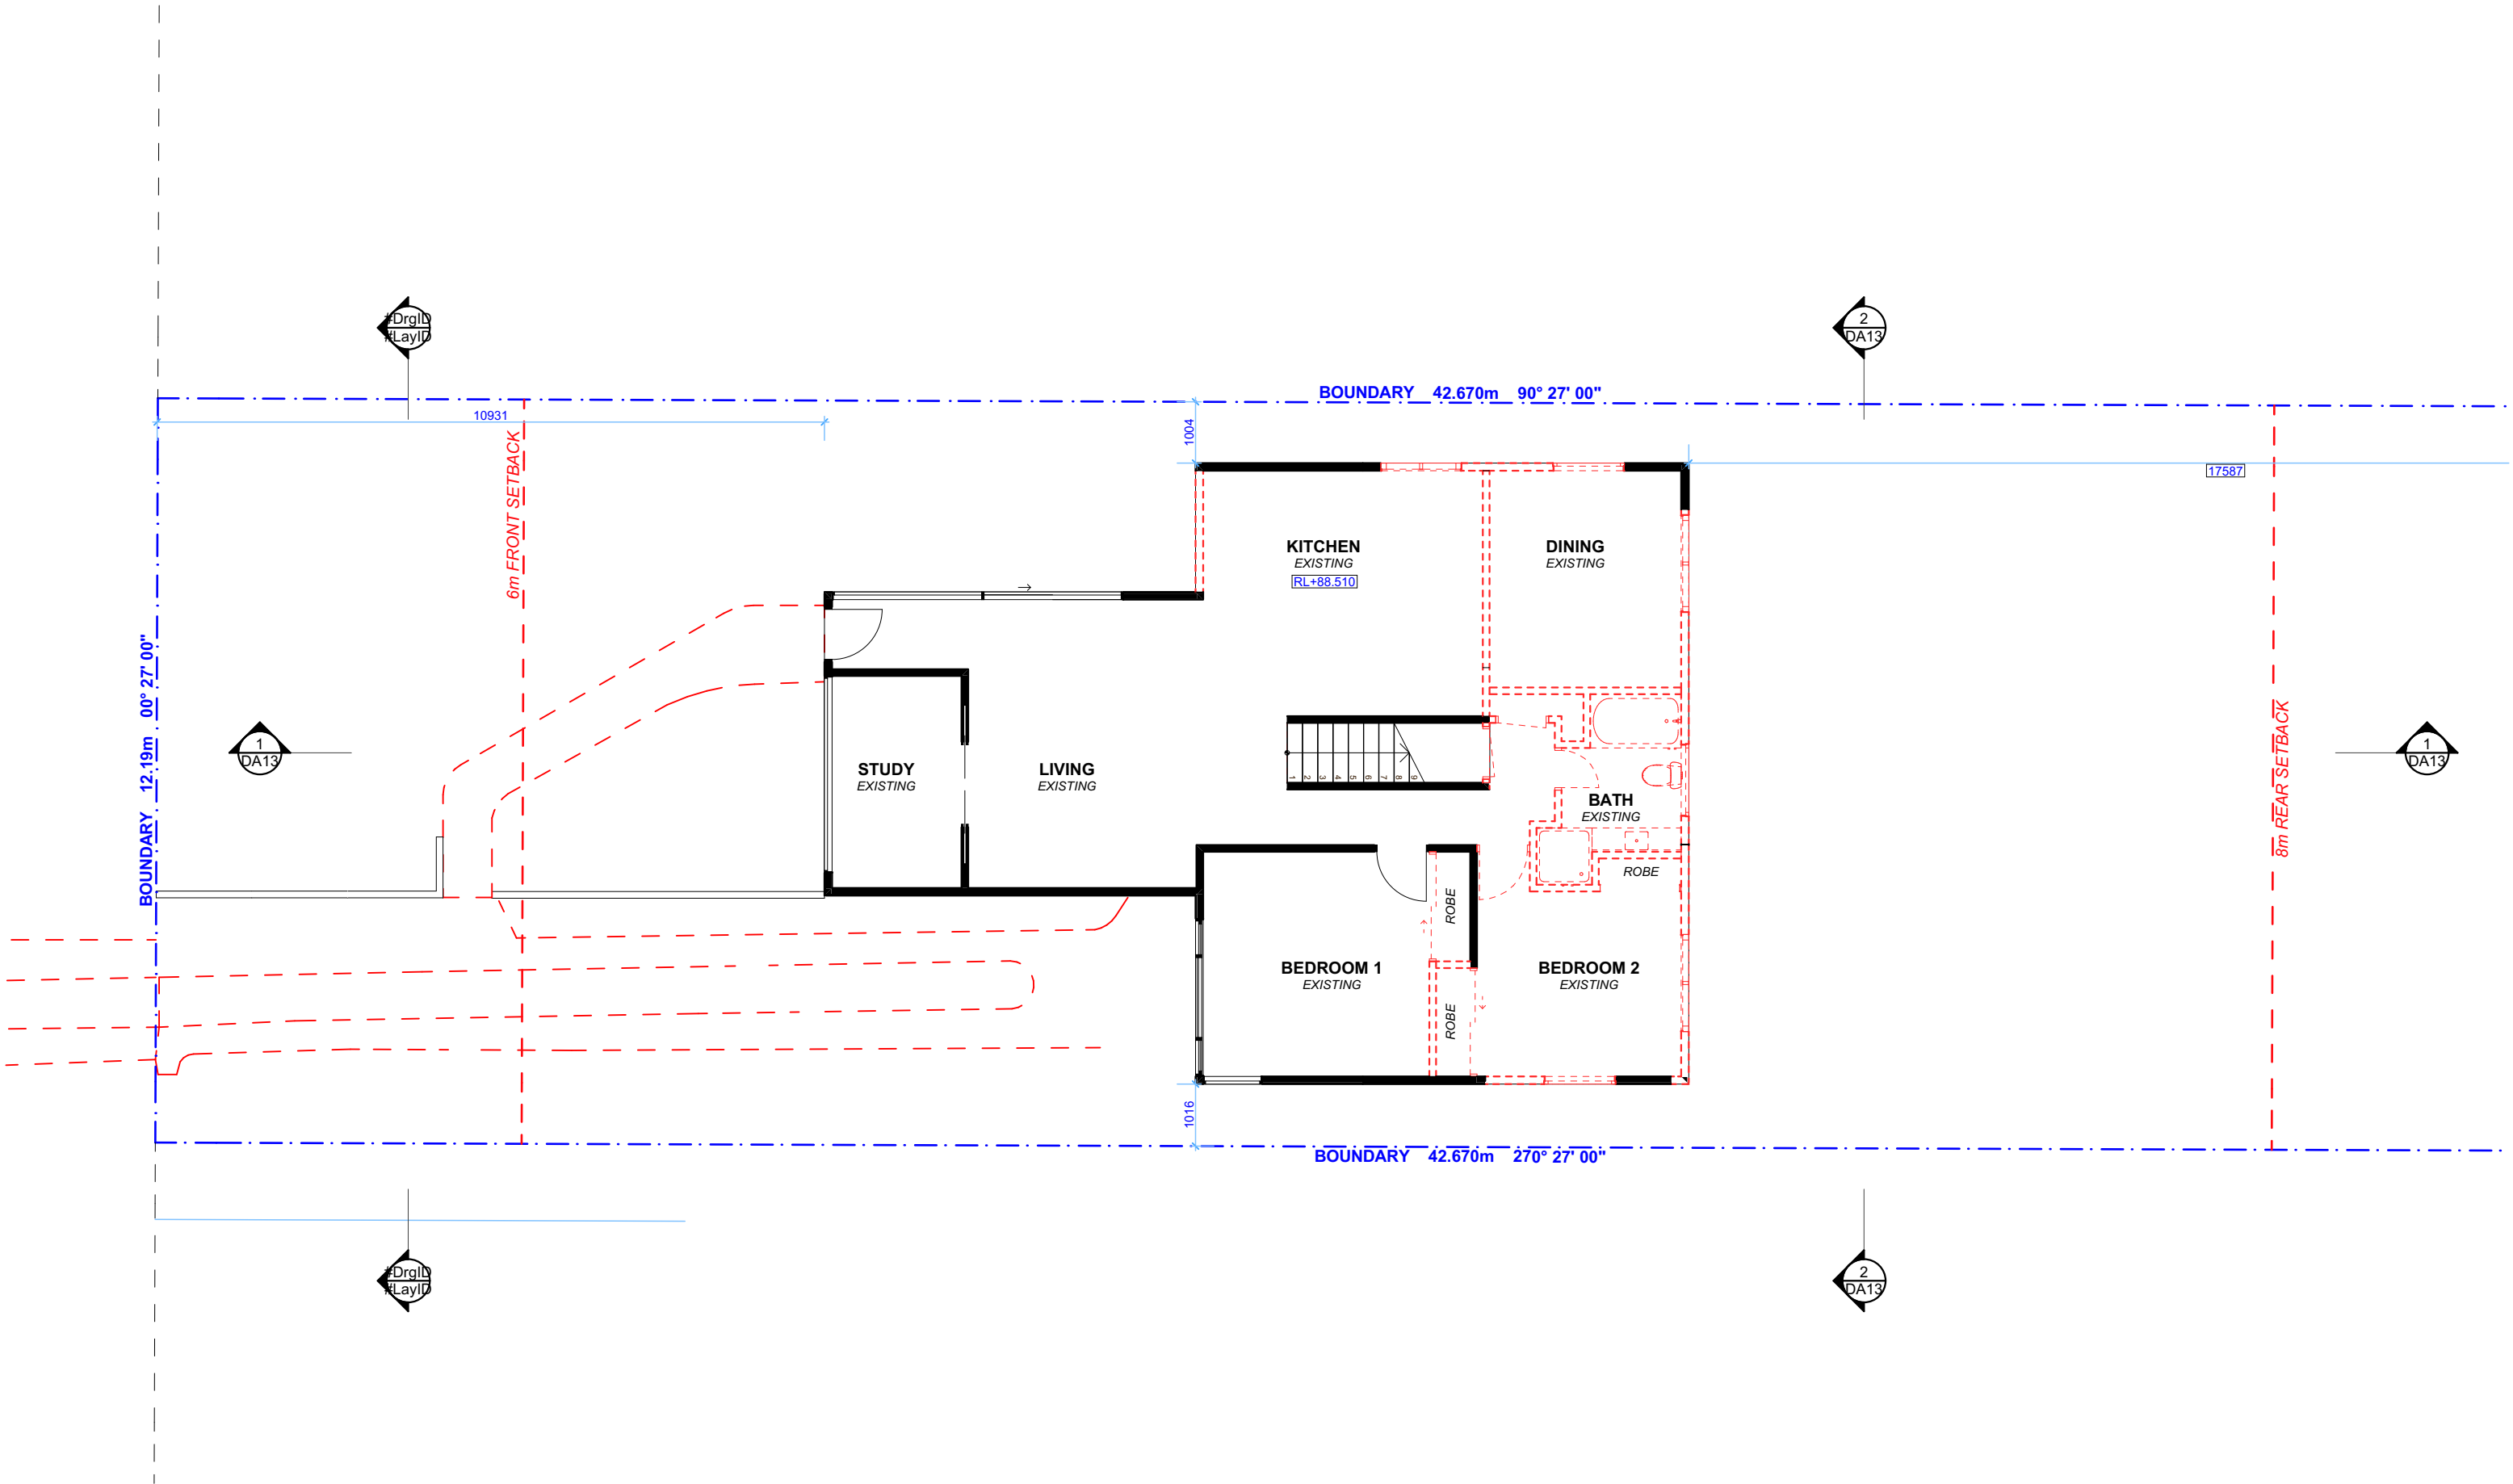 #DrgID
#LayID
2
DA13
BOUNDARY 42.670m 90° 27' 00"
10931
1004
17587
6m FRONT SETBACK
KITCHEN
EXISTING
RL+88.510
DINING
EXISTING
BOUNDARY 12.19m 00° 27' 00"
1
DA13
STUDY
EXISTING
LIVING
EXISTING
1 2 3 4 5 6 7 8 9
BATH
EXISTING
1
DA13
8m REAR SETBACK
ROBE
ROBE
BEDROOM 1
EXISTING
BEDROOM 2
EXISTING
ROBE
1016
BOUNDARY 42.670m 270° 27' 00"
#DrgID
#LayID
2
DA13